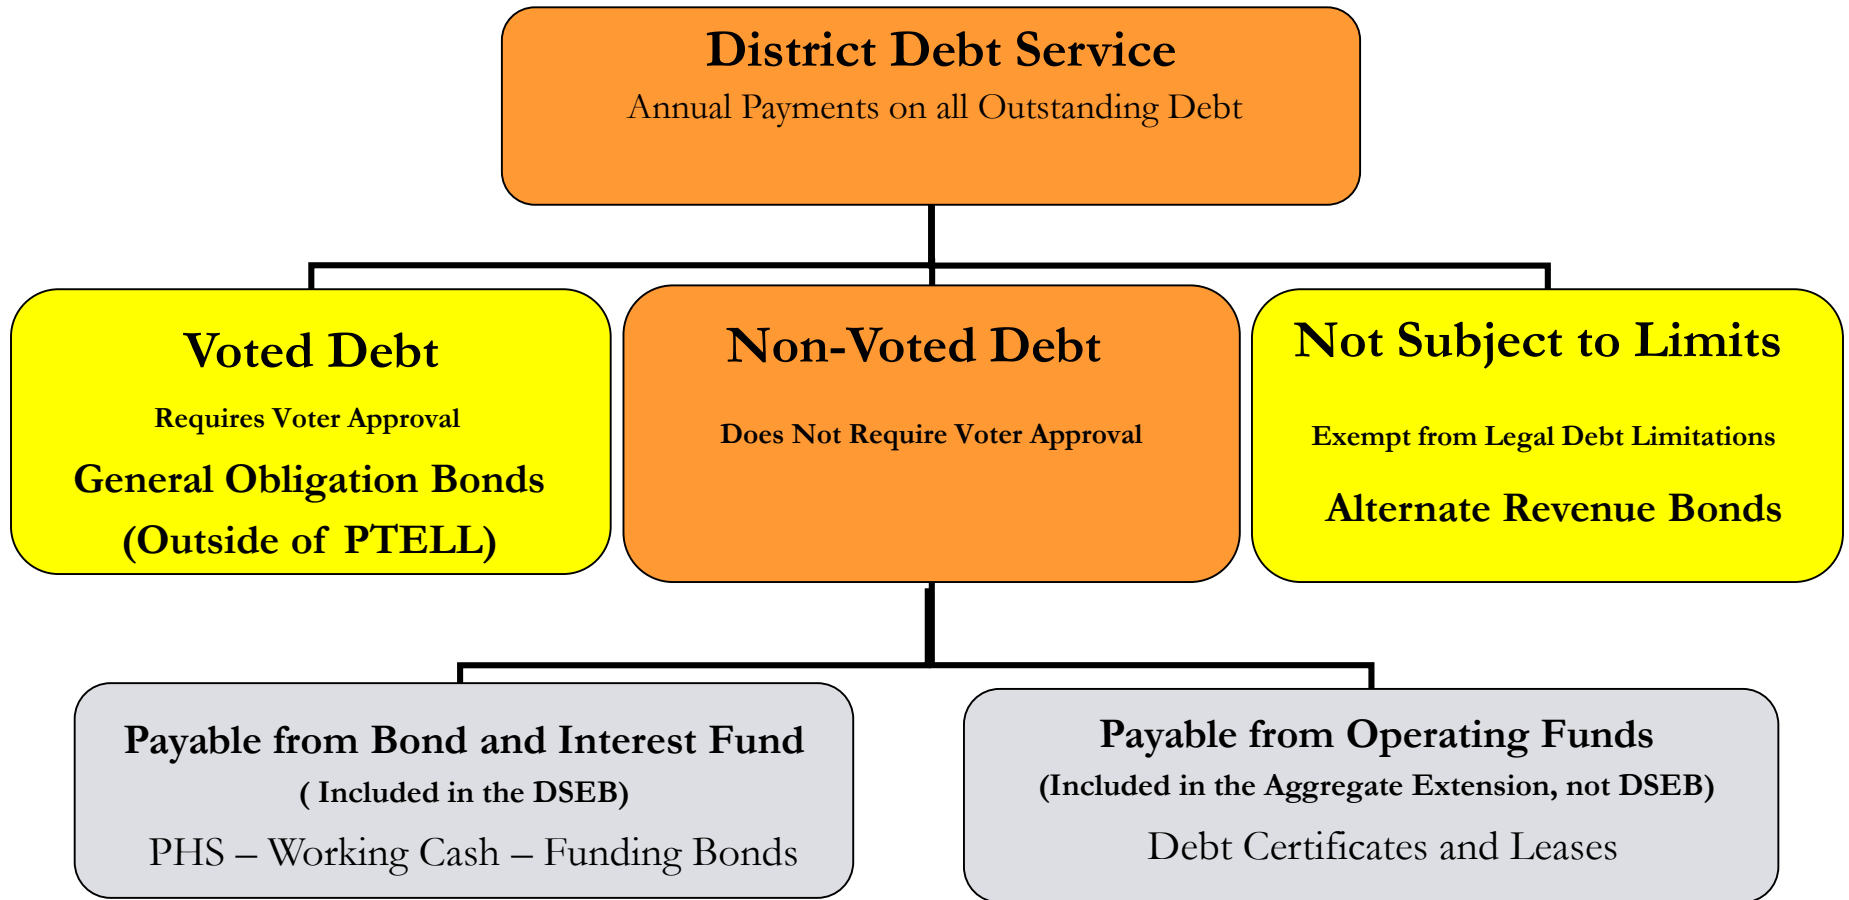 District Debt Service
Annual Payments on all Outstanding Debt
Voted Debt
Requires Voter Approval
General Obligation Bonds
(Outside of PTELL)
Non-Voted Debt
Does Not Require Voter Approval
Not Subject to Limits
Exempt from Legal Debt Limitations
Alternate Revenue Bonds
Payable from Bond and Interest Fund
( Included in the DSEB)
PHS – Working Cash – Funding Bonds
Payable from Operating Funds
(Included in the Aggregate Extension, not DSEB)
Debt Certificates and Leases